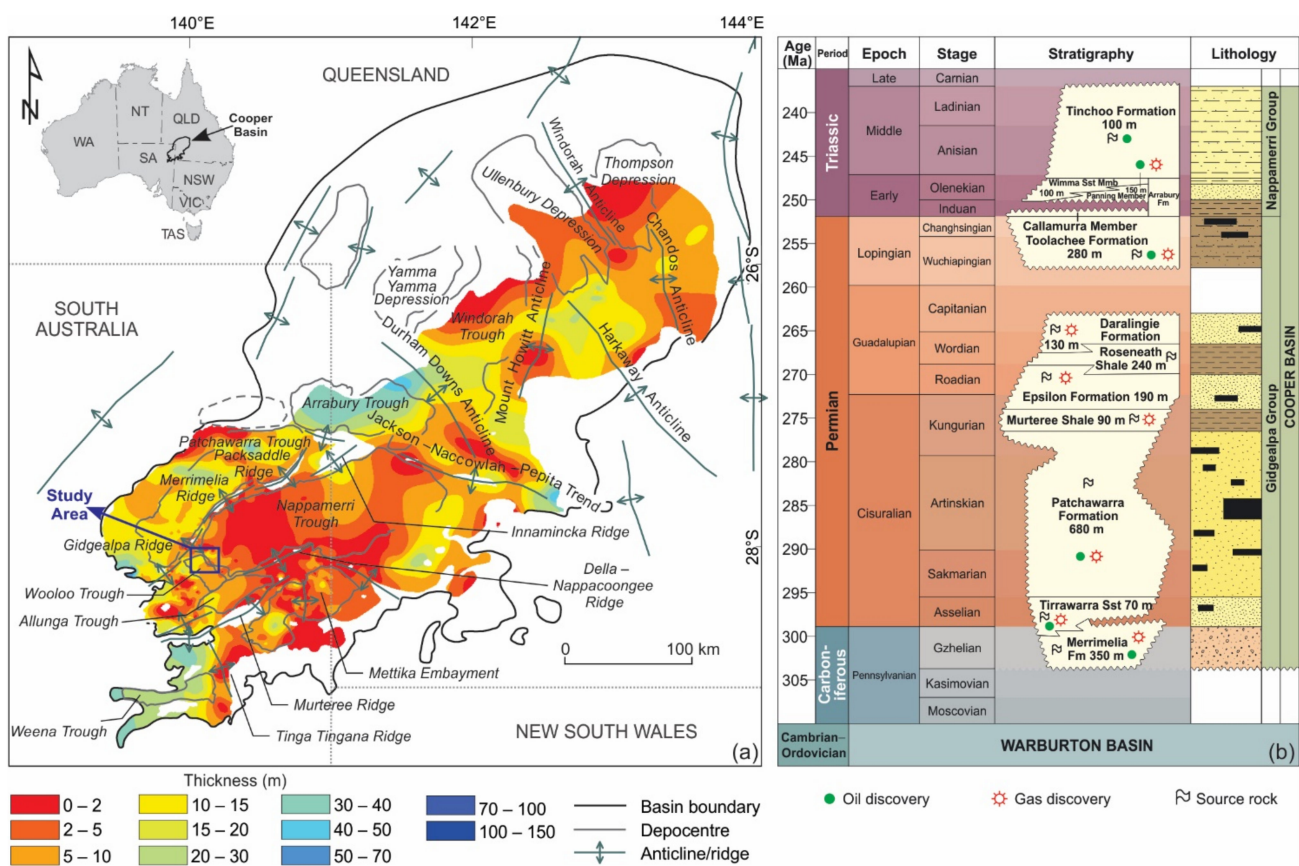 140°E
142°E
144°E
N
QUEENSLAND
NT
QLD
Cooper
Basin
WA
SA
NSW
VIC
TAS
SOUTH
AUSTRALIA
Windorah Anticline
Thompson
Depression
Ullenbury Depression
Chandos Anticline
26°S
Yamma
Yamma
Depression
Windorah
Trough
Durham Downs Anticline
Mount Howitt Anticline
Harkaway Anticline
Arrabury Trough
Jackson –Naccowlan –Pepita Trend
Patchawarra Trough
Packsaddle
Ridge
Merrimelia
Ridge
Study
Area
Nappamerri
Trough
Innamincka Ridge
28°S
Gidgealpa Ridge
Della –
Nappacoongee
Ridge
Wooloo Trough
Allunga Trough
0
100 km
Mettika Embayment
Murteree Ridge
Weena Trough
Tinga Tingana Ridge
NEW SOUTH WALES
(a)
Thickness (m)
0 – 2
2 – 5
5 – 10
10 – 15
15 – 20
20 – 30
30 – 40
40 – 50
50 – 70
70 – 100
100 – 150
Basin boundary
Depocentre
Anticline/ridge
Age
(Ma)
Period
Epoch
Stage
Stratigraphy
Lithology
240
245
250
255
260
265
270
275
280
285
290
295
300
305
Triassic
Permian
Carbon-
iferous
Cambrian–
Ordovician
Late
Middle
Early
Lopingian
Guadalupian
Cisuralian
Pennsylvanian
Carnian
Ladinian
Anisian
Olenekian
Induan
Changhsingian
Wuchiapingian
Capitanian
Wordian
Roadian
Kungurian
Artinskian
Sakmarian
Asselian
Gzhelian
Kasimovian
Moscovian
Tinchoo Formation
100 m
Wimma Sst Mmb
100 m
150 m
Panning Member
Arrabury
Fm
Callamurra Member
Toolachee Formation
280 m
Daralingie
Formation
130 m
Roseneath
Shale 240 m
Epsilon Formation 190 m
Murteree Shale 90 m
Patchawarra
Formation
680 m
Tirrawarra Sst 70 m
Merrimelia
Fm 350 m
Nappamerri Group
Gidgealpa Group
COOPER BASIN
WARBURTON BASIN
(b)
Oil discovery
Gas discovery
Source rock